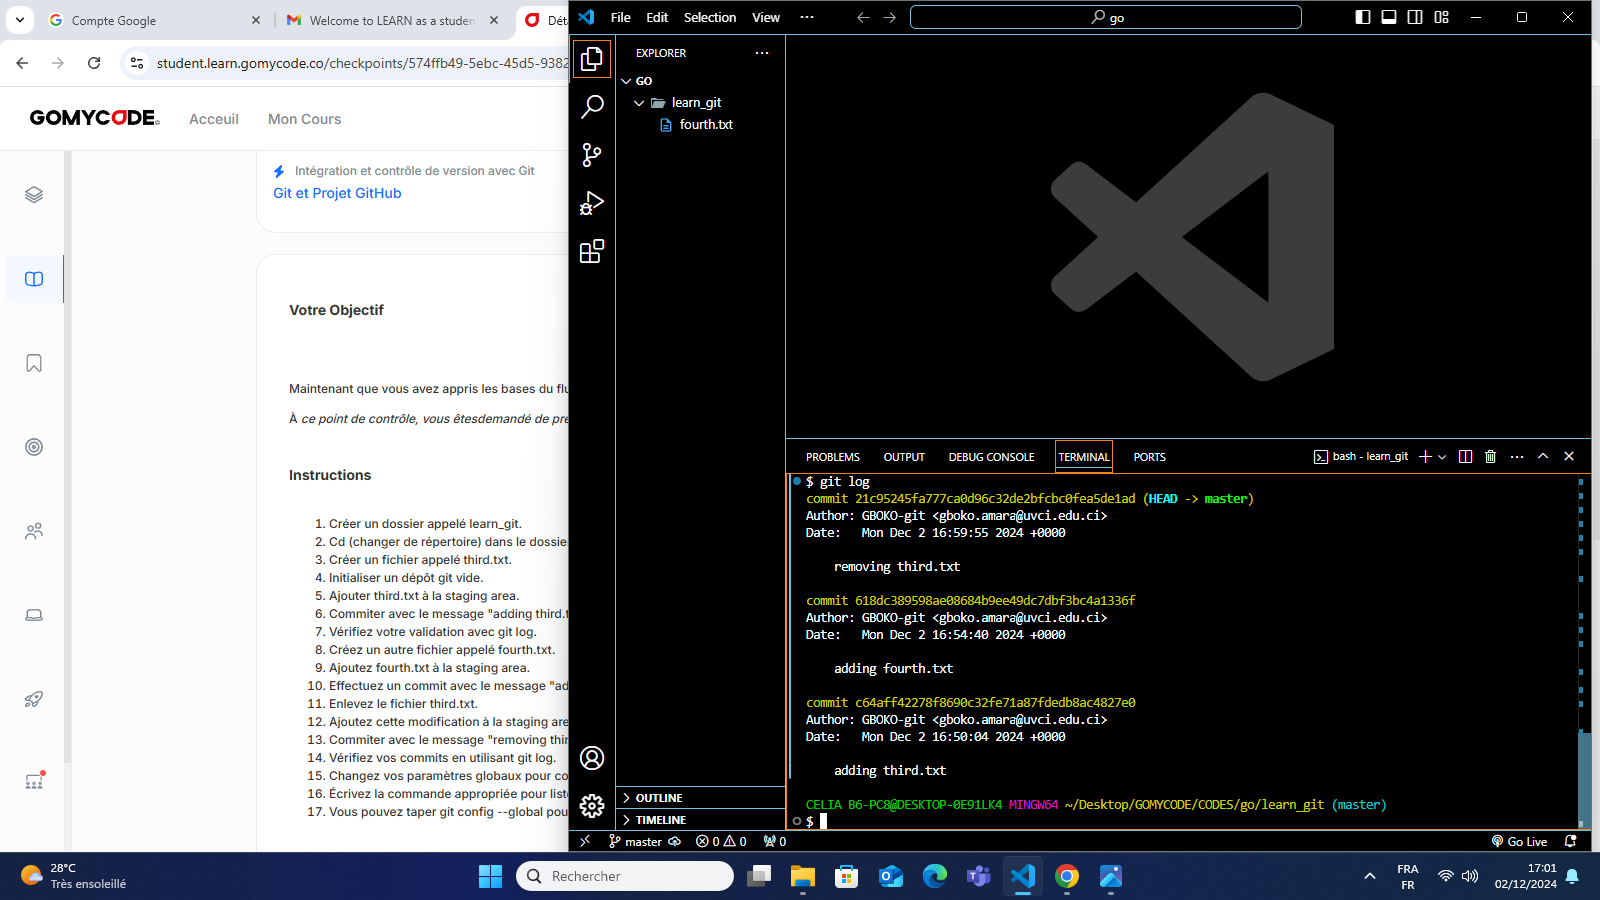 Compte Google
Welcome to LEARN as a studen
Déta
student.learn.gomycode.co/checkpoints/574ffb49-5ebc-45d5-9382
GOMYCODE
Acceuil
Mon Cours
Intégration et contrôle de version avec Git
Git et Projet GitHub
Votre Objectif
Maintenant que vous avez appris les bases du flu
À ce point de contrôle, vous êtesdemandé de pre
Instructions
1. Créer un dossier appelé learn_git.
2. Cd (changer de répertoire) dans le dossie
3. Créer un fichier appelé third.txt.
4. Initialiser un dépôt git vide.
5. Ajouter third.txt à la staging area.
6. Commiter avec le message "adding third.t
7. Vérifiez votre validation avec git log.
8. Créez un autre fichier appelé fourth.txt.
9. Ajoutez fourth.txt à la staging area.
10. Effectuez un commit avec le message "ad
11. Enlevez le fichier third.txt.
12. Ajoutez cette modification à la staging are
13. Commiter avec le message "removing thir
14. Vérifiez vos commits en utilisant git log.
15. Changez vos paramètres globaux pour co
16. Écrivez la commande appropriée pour liste
17. Vous pouvez taper git config --global pou
File Edit Selection View ···
go
EXPLORER
GO
learn_git
fourth.txt
OUTLINE
TIMELINE
PROBLEMS OUTPUT DEBUG CONSOLE TERMINAL PORTS
bash - learn_git
$ git log
commit 21c95245fa777ca0d96c32de2bfcbc0fea5de1ad (HEAD -> master)
Author: GBOKO-git <gboko.amara@uvci.edu.ci>
Date:   Mon Dec 2 16:59:55 2024 +0000
removing third.txt
commit 618dc389598ae08684b9ee49dc7dbf3bc4a1336f
Author: GBOKO-git <gboko.amara@uvci.edu.ci>
Date:   Mon Dec 2 16:54:40 2024 +0000
adding fourth.txt
commit c64aff42278f8690c32fe71a87fdedb8ac4827e0
Author: GBOKO-git <gboko.amara@uvci.edu.ci>
Date:   Mon Dec 2 16:50:04 2024 +0000
adding third.txt
CELIA B6-PC8@DESKTOP-0E91LK4 MINGW64 ~/Desktop/GOMYCODE/CODES/go/learn_git (master)
$
master
0 0
0
Go Live
28°C
Très ensoleillé
Rechercher
FRA
FR
17:01
02/12/2024